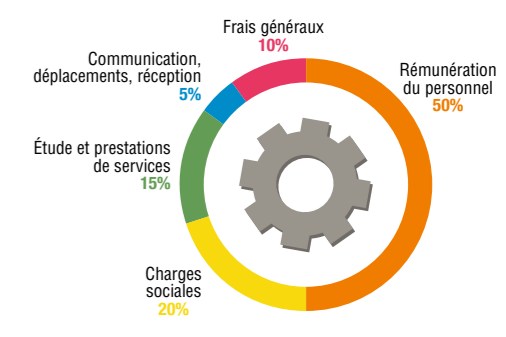 Frais généraux
10%
Communication,
déplacements, réception
5%
Rémunération
du personnel
50%
Étude et prestations
de services
15%
Charges
sociales
20%